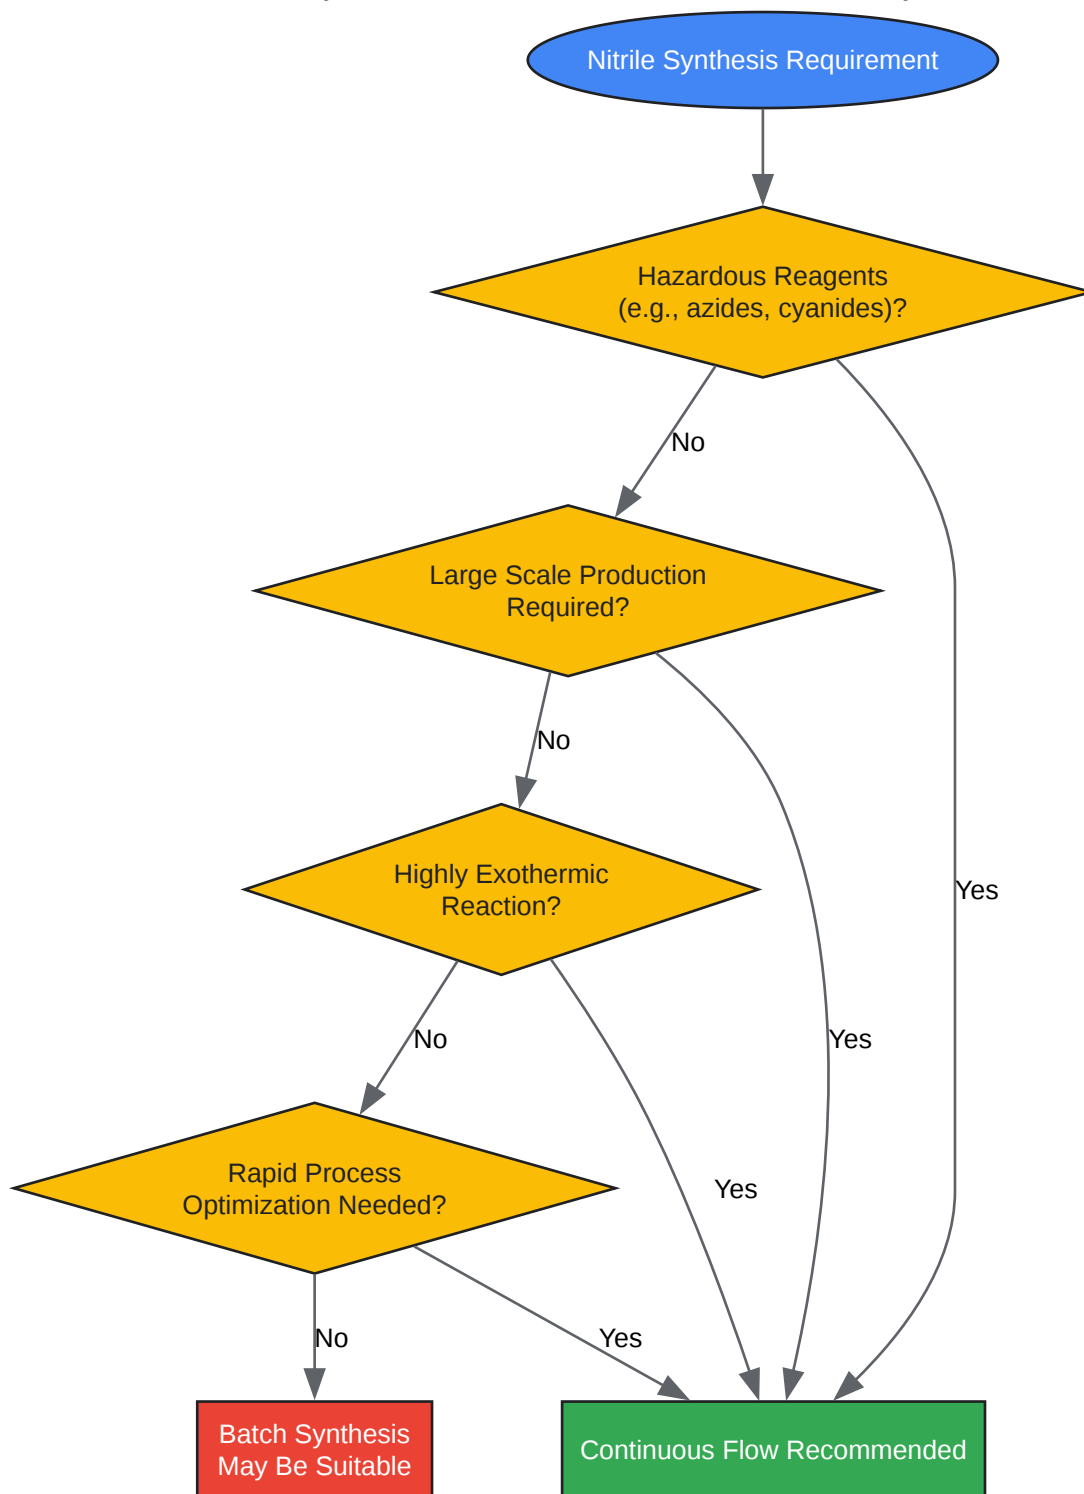 Nitrile Synthesis Requirement
Hazardous Reagents
(e.g., azides, cyanides)?
No
Large Scale Production
Required?
No
Highly Exothermic
Reaction?
Yes
No
Yes
Rapid Process
Optimization Needed?
Yes
No
Yes
Batch Synthesis
May Be Suitable
Continuous Flow Recommended